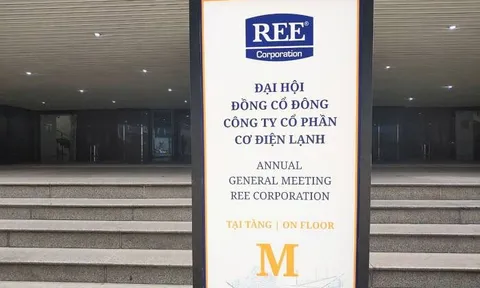 REE
Corporation
ĐẠI HỘI
ĐỒNG CỔ ĐÔNG
CÔNG TY CỔ PHẦN
CƠ ĐIỆN LẠNH
ANNUAL
GENERAL MEETING
REE CORPORATION
TẠI TẦNG | ON FLOOR
M